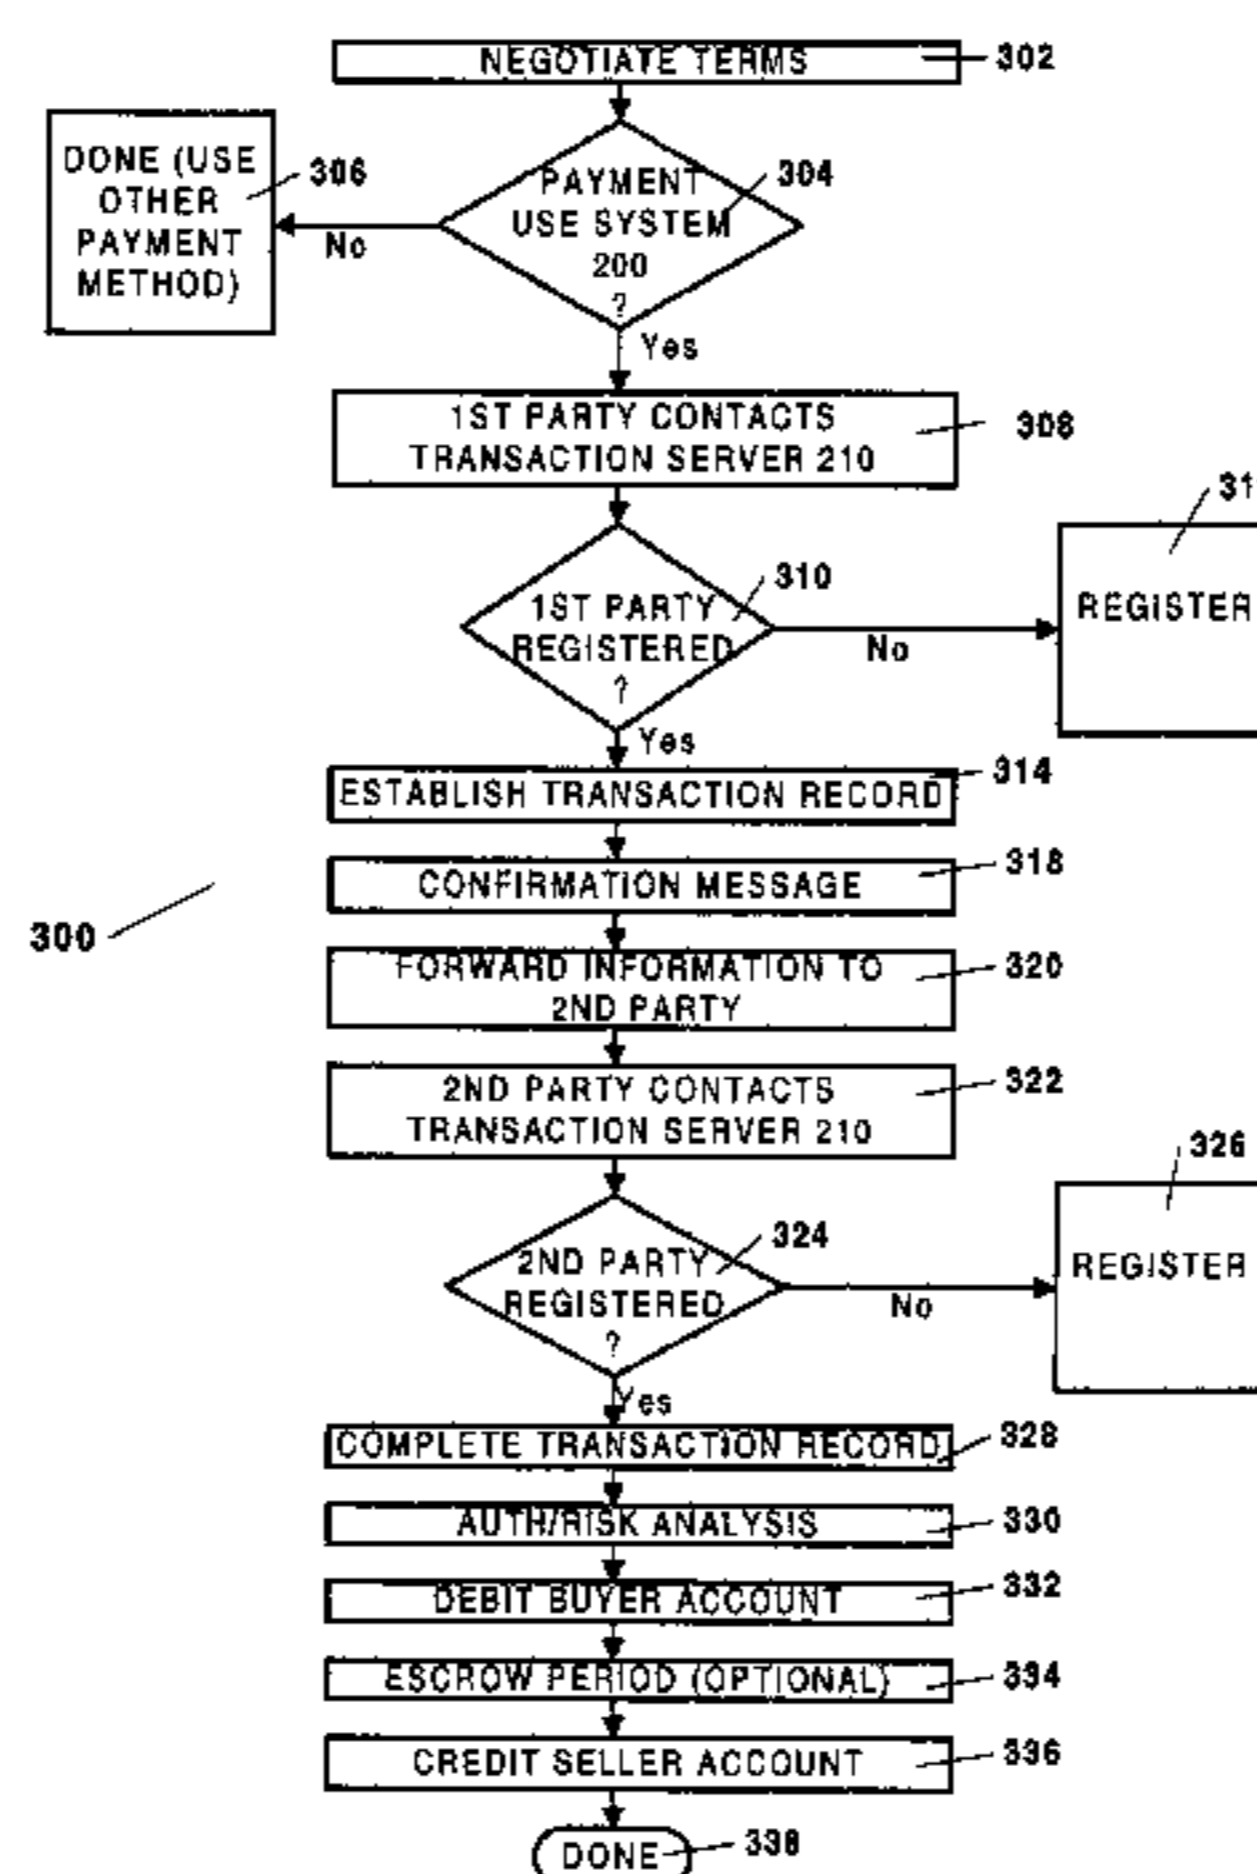 NEGOTIATE TERMS
302
DONE (USE
OTHER
PAYMENT
METHOD)
306
No
PAYMENT
USE SYSTEM
200
?
304
Yes
1ST PARTY CONTACTS
TRANSACTION SERVER 210
308
1ST PARTY
REGISTERED
?
310
No
REGISTER
Yes
ESTABLISH TRANSACTION RECORD
314
CONFIRMATION MESSAGE
318
300
FORWARD INFORMATION TO
2ND PARTY
320
2ND PARTY CONTACTS
TRANSACTION SERVER 210
322
2ND PARTY
REGISTERED
?
324
No
326
REGISTER
Yes
COMPLETE TRANSACTION RECORD
328
AUTH/RISK ANALYSIS
330
DEBIT BUYER ACCOUNT
332
ESCROW PERIOD (OPTIONAL)
334
CREDIT SELLER ACCOUNT
336
DONE
338